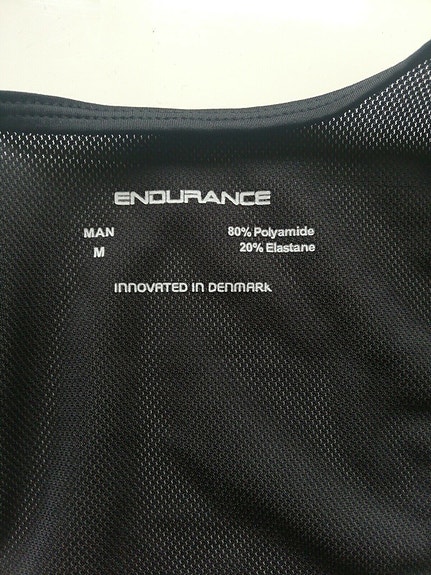 ENDURANCE
MAN 80% Polyamide
M 20% Elastane
INNOVATED IN DENMARK